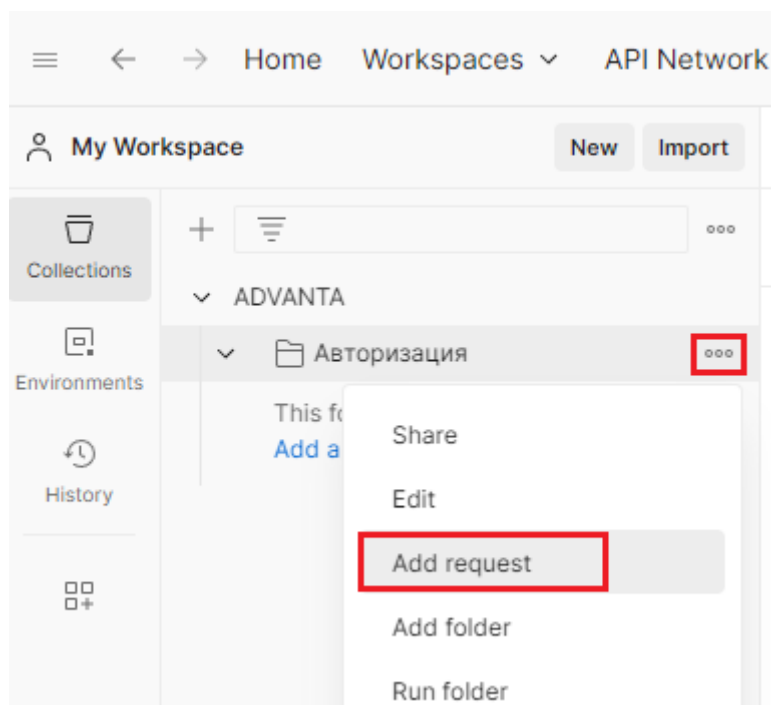 Home Workspaces API Network
My Workspace New Import
Collections
ADVANTA
Авторизация
Environments
This fo
Share
Add a
Edit
History
Add request
Add folder
Run folder